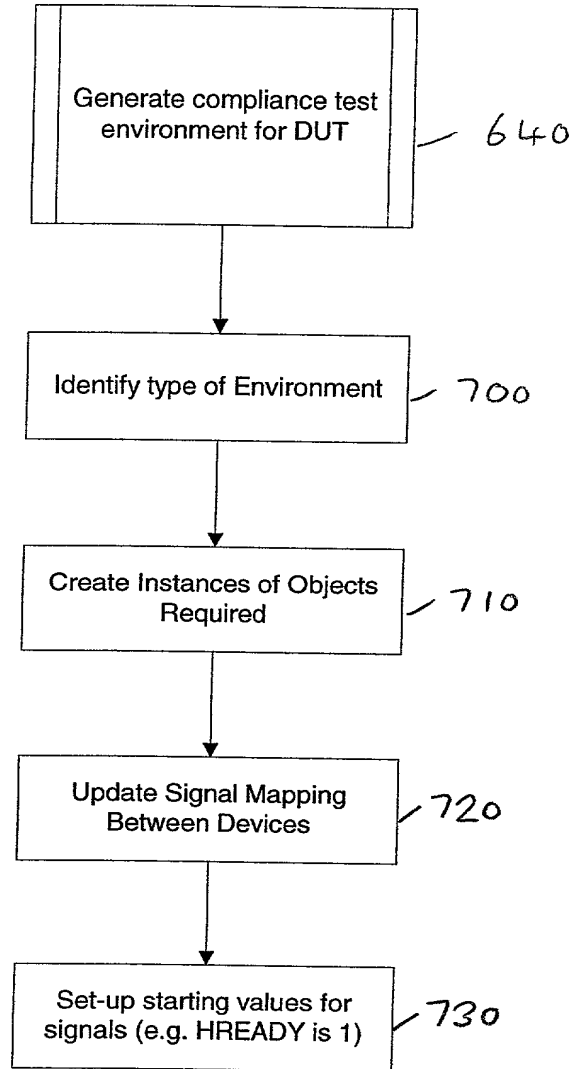 Generate compliance test
environment for DUT
640
Identify type of Environment
700
Create Instances of Objects
Required
710
Update Signal Mapping
Between Devices
720
Set-up starting values for
signals (e.g. HREADY is 1)
730